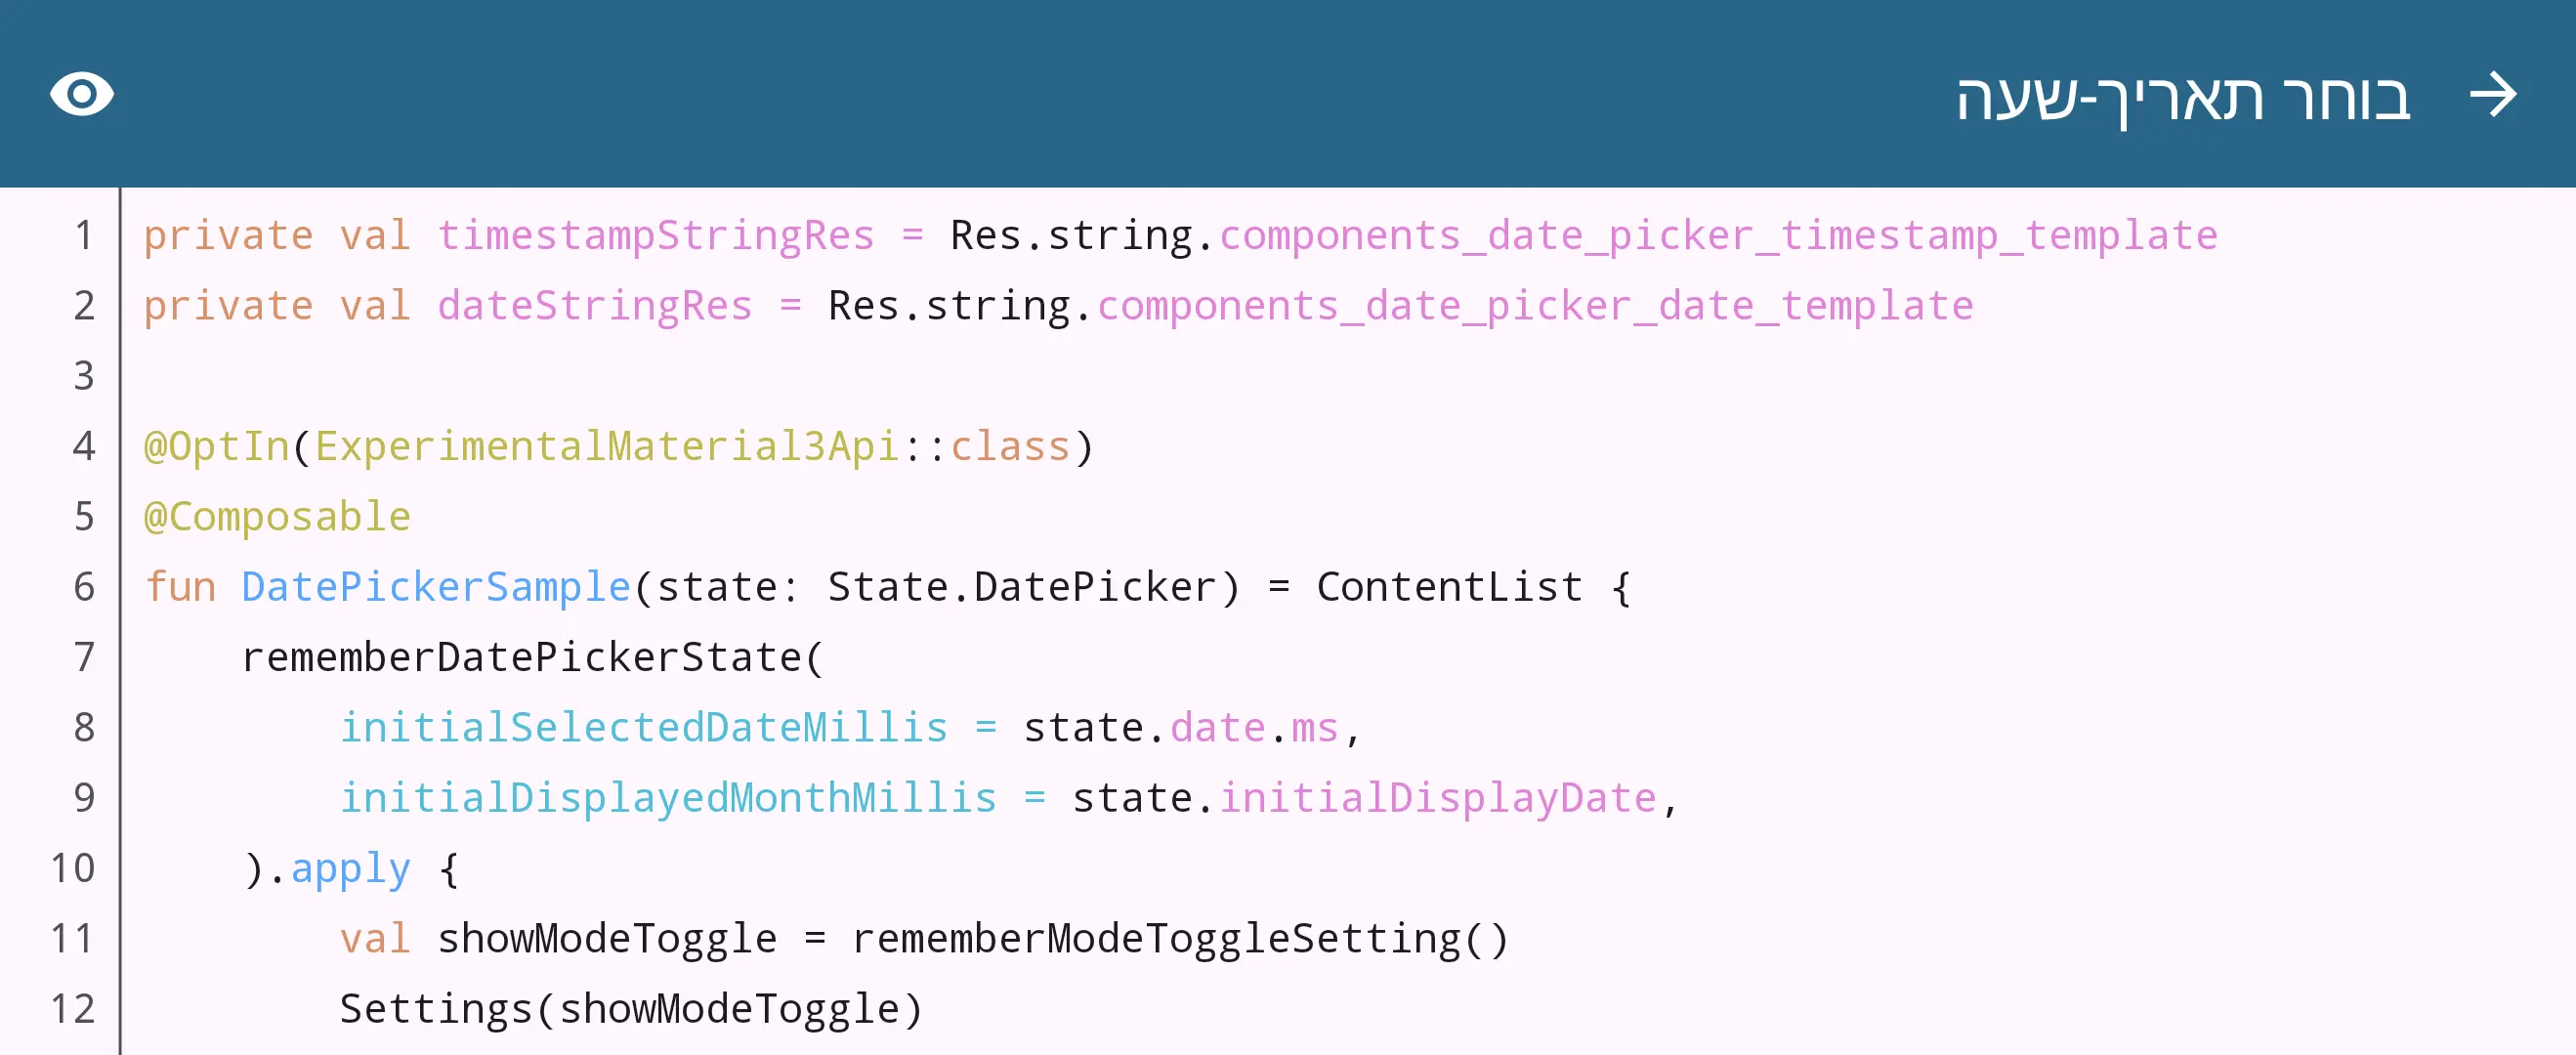 בוחר תאריך-שעה
1 private val timestampStringRes = Res.string.components_date_picker_timestamp_template
2 private val dateStringRes = Res.string.components_date_picker_date_template
3
4 @OptIn(ExperimentalMaterial3Api::class)
5 @Composable
6 fun DatePickerSample(state: State.DatePicker) = ContentList {
7     rememberDatePickerState(
8         initialSelectedDateMillis = state.date.ms,
9         initialDisplayedMonthMillis = state.initialDisplayDate,
10     ).apply {
11         val showModeToggle = rememberModeToggleSetting()
12         Settings(showModeToggle)